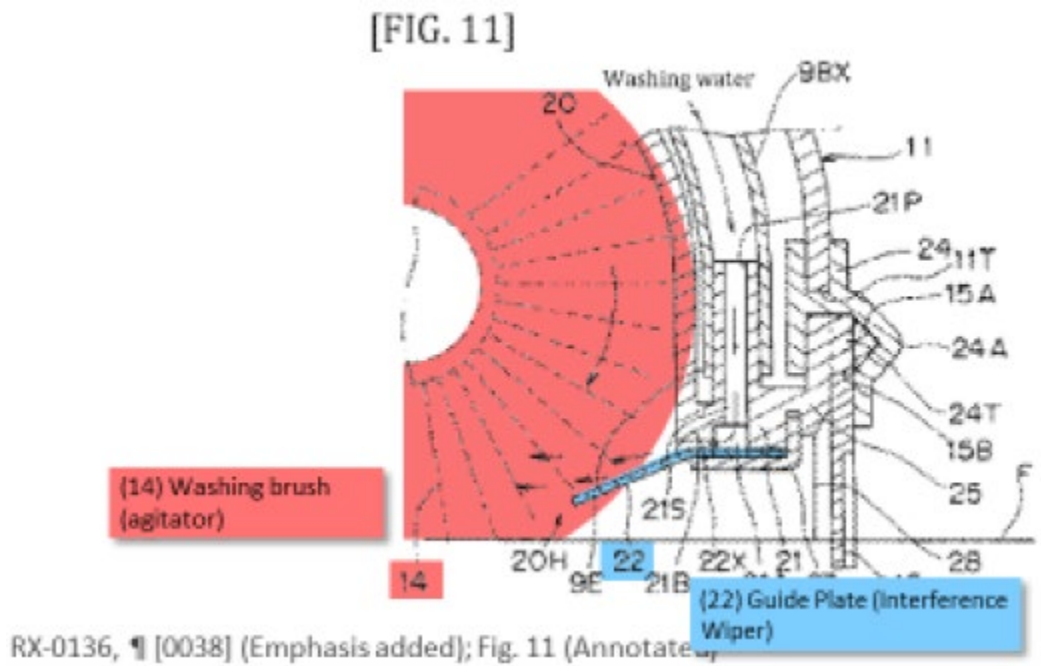 [FIG. 11]
Washing water
9BX
20
11
21P
24
11T
15A
24A
24T
15B
25
F
(14) Washing brush
(agitator)
21S
20H
22
22X
21
28
14
9E
21B
(22) Guide Plate (Interference
Wiper)
RX-0136, ¶ [0038] (Emphasis added); Fig. 11 (Annotated)